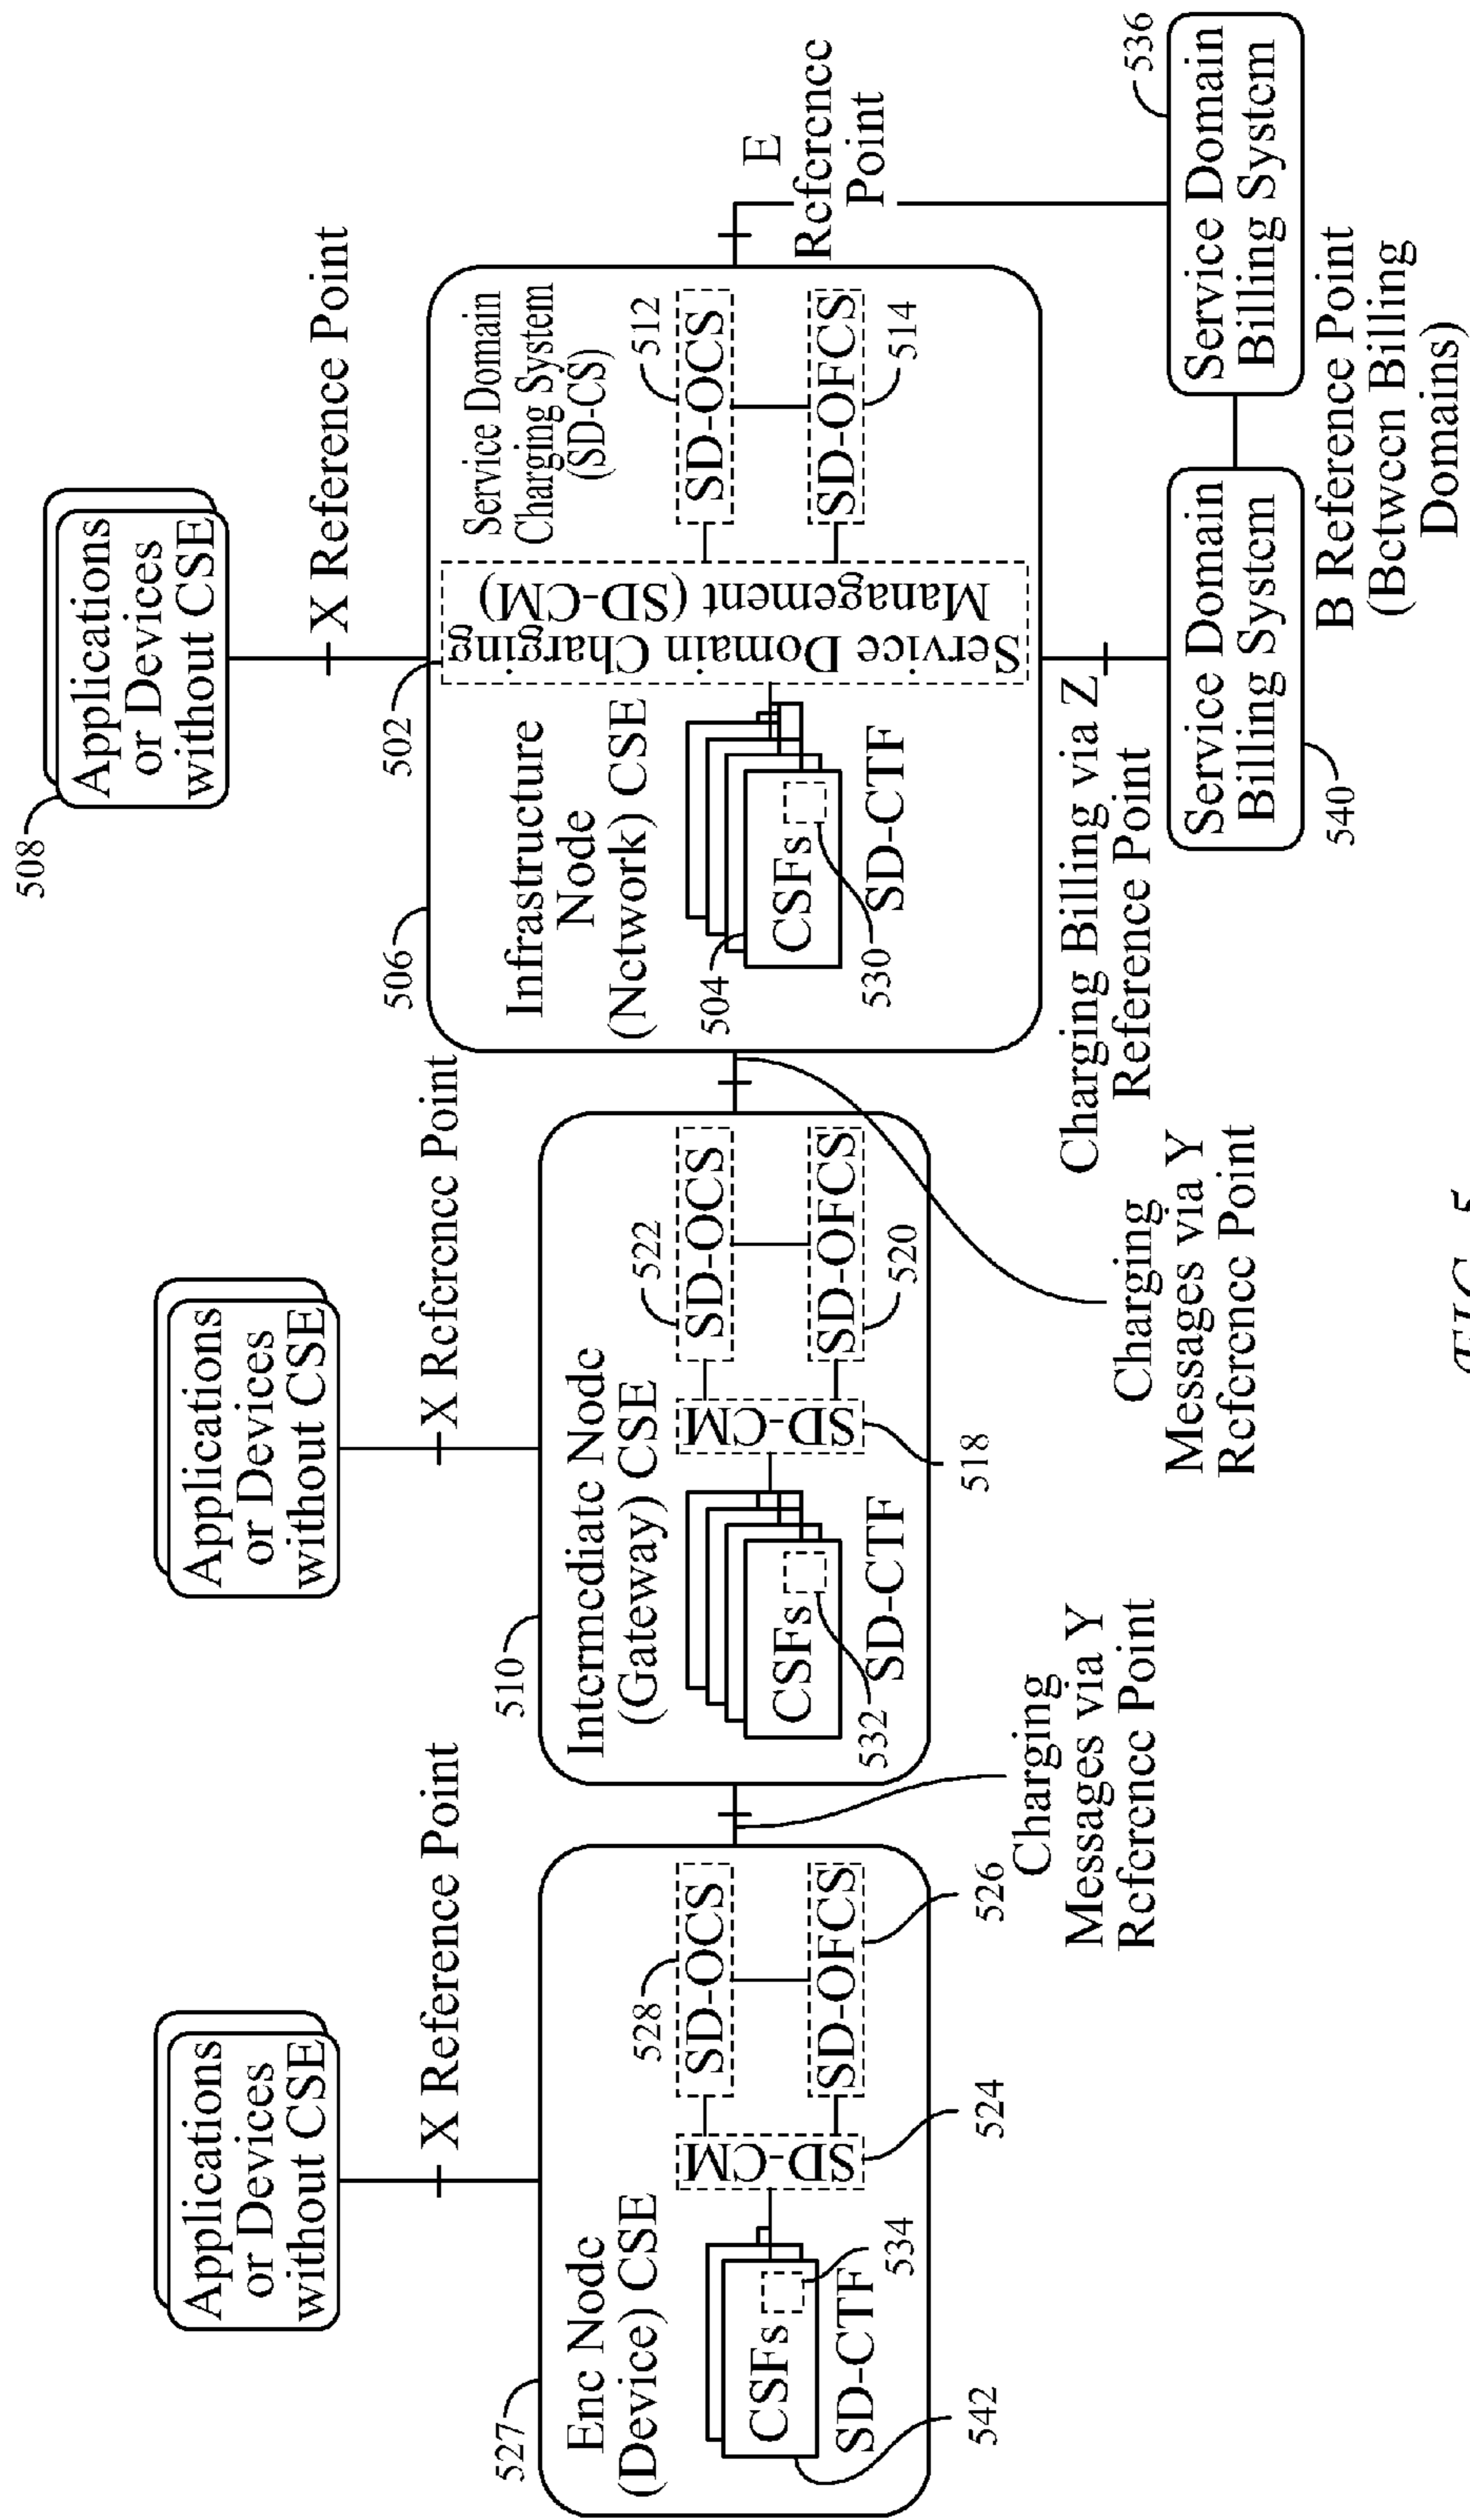 508
Applications
or Devices
without CSE
X Reference Point
502
506
Infrastructure
Node
(Network) CSE
504
CSFs
530
SD-CTF
Service Domain Charging
Management (SD-CM)
Service Domain
Charging System
(SD-CS)
512
SD-OCS
SD-OFCS
514
E
Reference
Point
536
Service Domain
Billing System
Service Domain
Billing System
540
B Reference Point
(Between Billing
Domains)
Charging Billing via Z
Reference Point
Applications
or Devices
without CSE
X Reference Point
510
Intermediate Node
(Gateway) CSE
CSFs
532
SD-CTF
SD-CM
518
522
SD-OCS
SD-OFCS
520
Charging
Messages via Y
Reference Point
Applications
or Devices
without CSE
X Reference Point
527
Enc Node
(Device) CSE
CSFs
SD-CTF
534
542
SD-CM
524
528
SD-OCS
SD-OFCS
526
Charging
Messages via Y
Reference Point